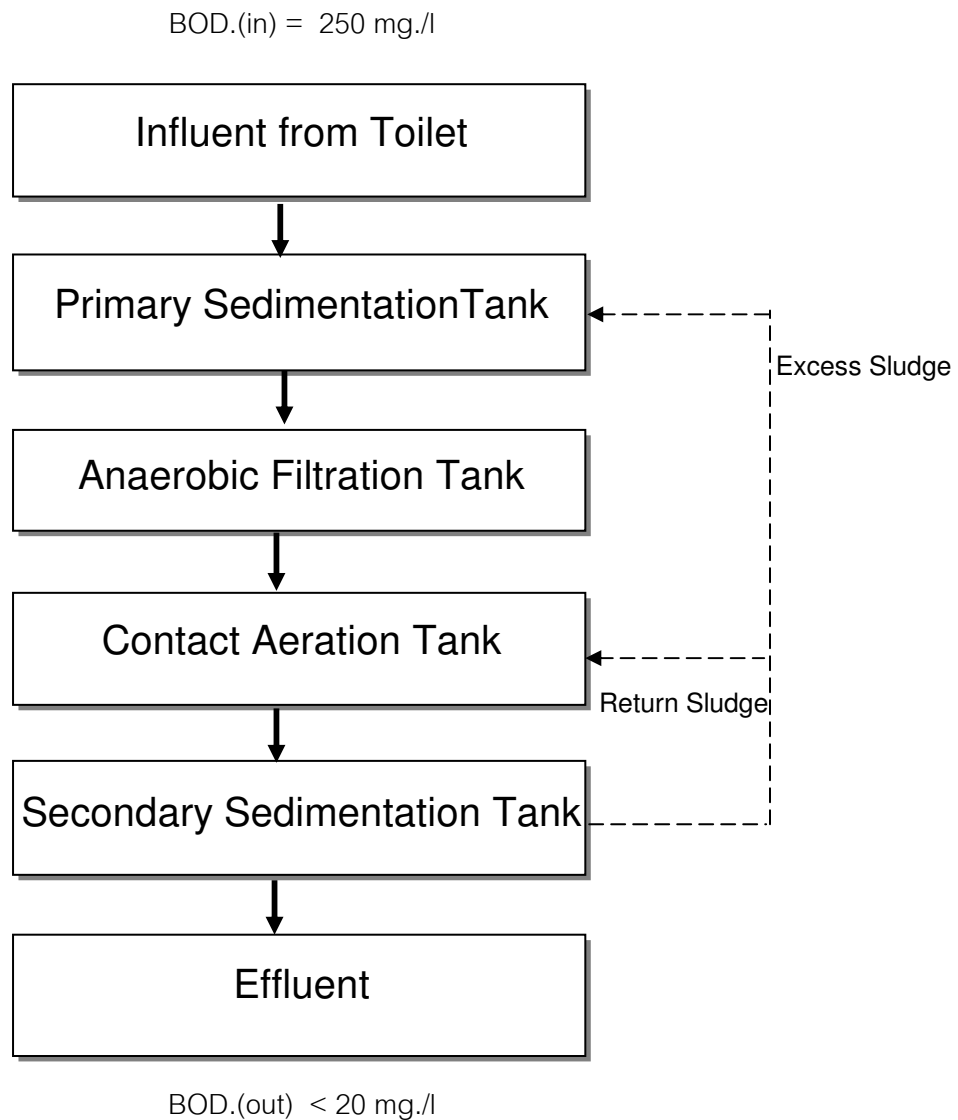 BOD.(in) = 250 mg./l
Influent from Toilet
Primary SedimentationTank
Excess Sludge
Anaerobic Filtration Tank
Contact Aeration Tank
Return Sludge
Secondary Sedimentation Tank
Effluent
BOD.(out) < 20 mg./l